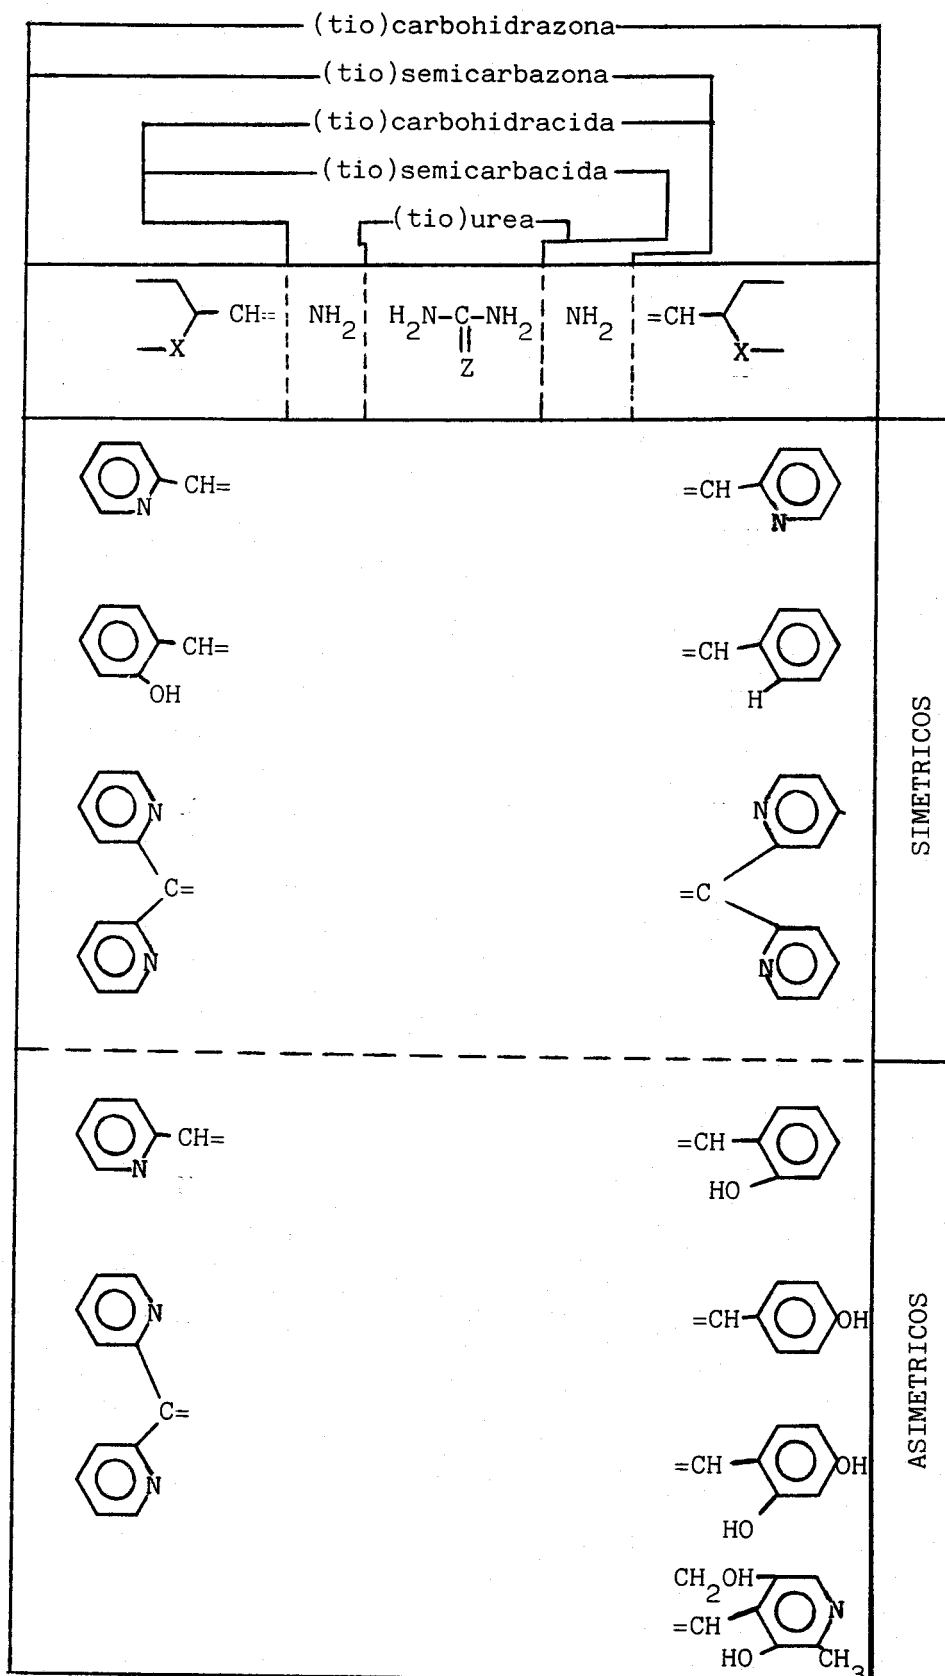 (tio)carbohidrazona
(tio)semicarbazona
(tio)carbohidracida
(tio)semicarbacida
(tio)urea
CH= NH2 H2N-C-NH2 NH2 =CH
X Z X
CH= =CH
N N
CH= =CH
OH H
N N
C= =C
N N
SIMETRICOS
CH= =CH
N HO
N =CH OH
C=
N =CH OH
HO
CH2OH
N
=CH
HO CH3
ASIMETRICOS